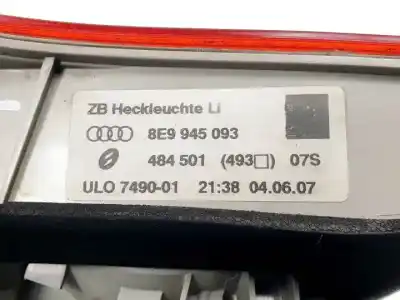 ZB Heckleuchte Li
8E9 945 093
484 501 (493□) 07S
ULO 7490-01 21:38 04.06.07